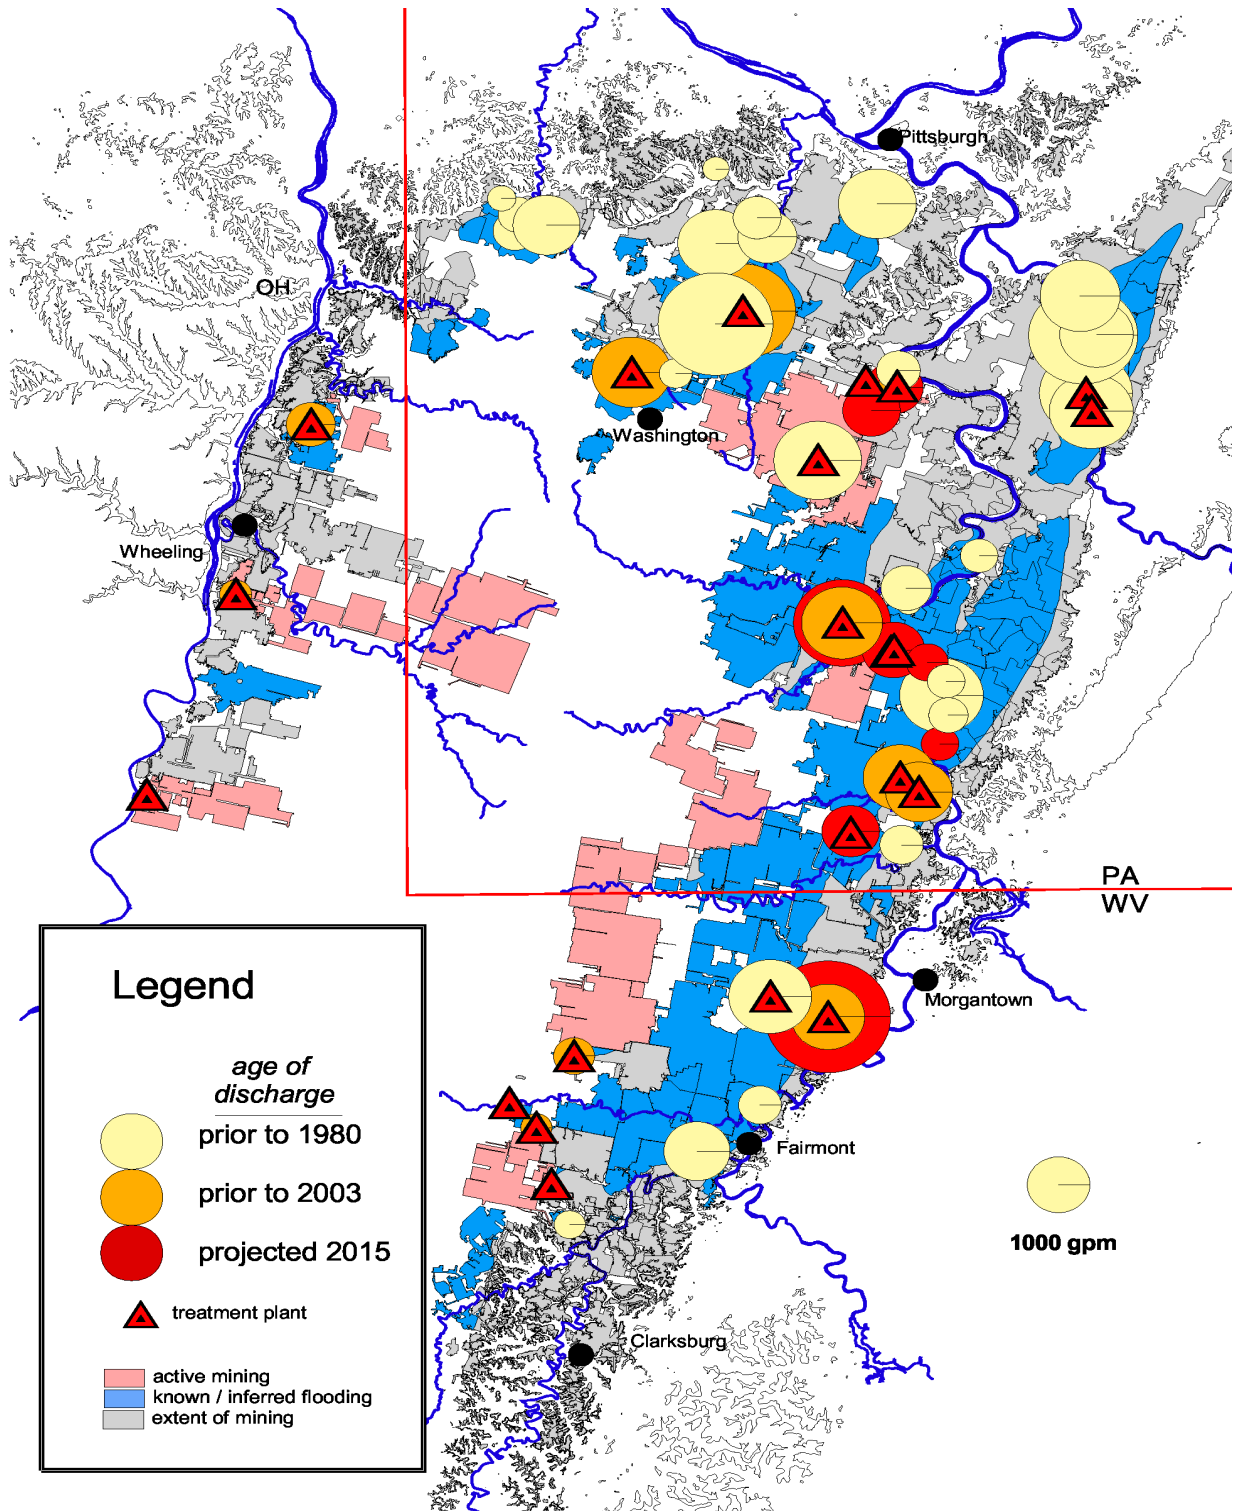 Pittsburgh
OH
Washington
Wheeling
PA
WV
Morgantown
Fairmont
1000 gpm
Clarksburg
Legend
age of
discharge
prior to 1980
prior to 2003
projected 2015
treatment plant
active mining
known / inferred flooding
extent of mining